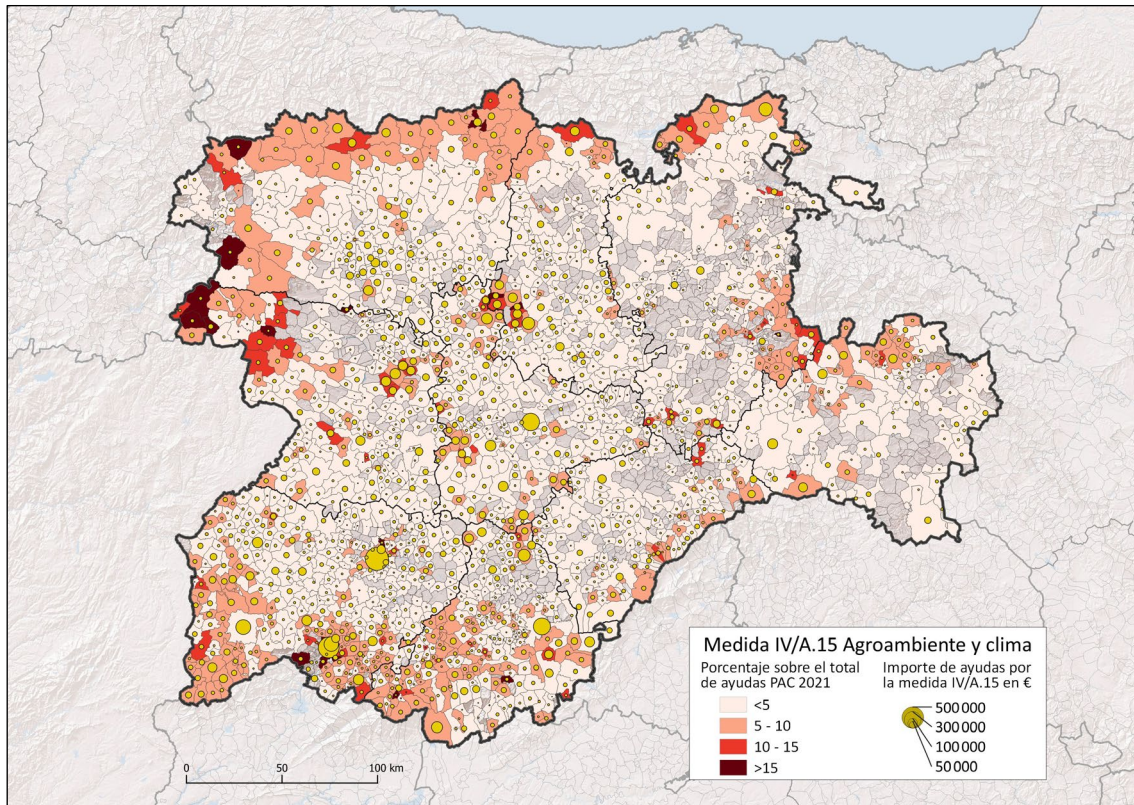 Medida IV/A.15 Agroambiente y clima
Porcentaje sobre el total
de ayudas PAC 2021
<5
5 - 10
10 - 15
>15
Importe de ayudas por
la medida IV/A.15 en €
500 000
300 000
100 000
50 000
0 50 100 km